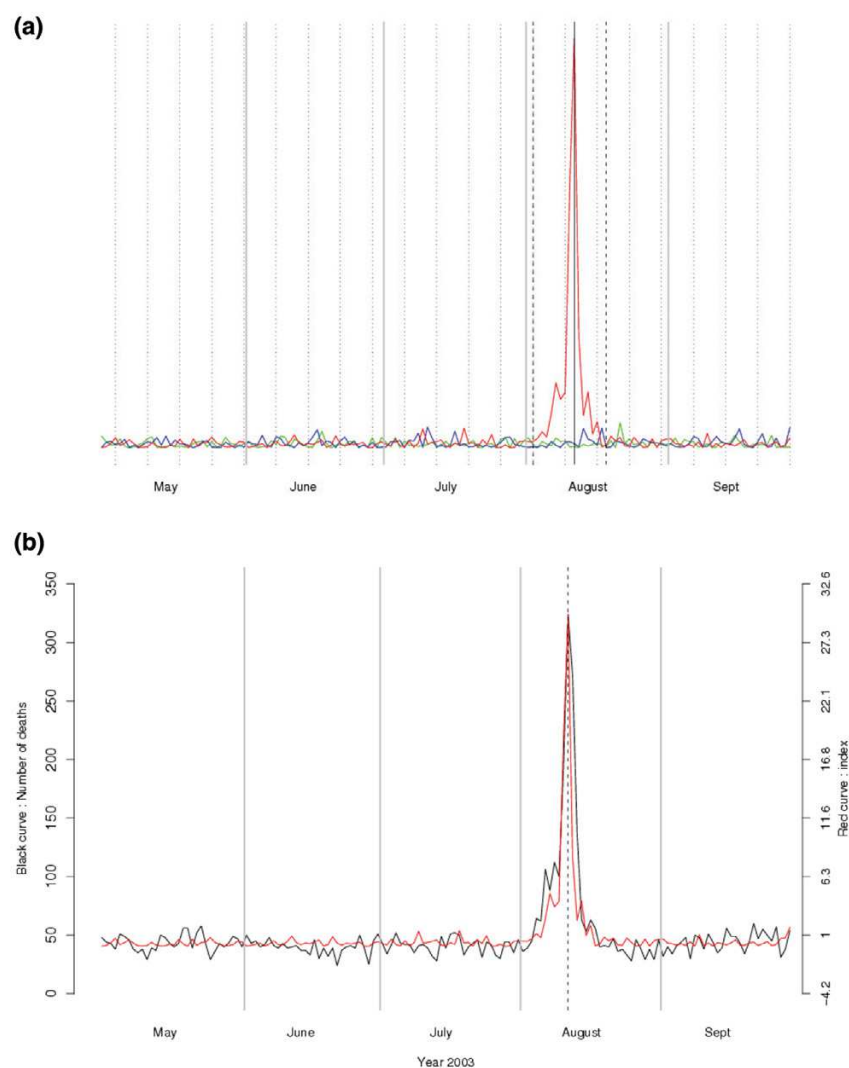 (a)
May June July August Sept
(b)
350
300
250
200
150
100
50
0
Black curve : Number of deaths
32.6
27.3
22.1
16.8
11.6
6.3
1
−4.2
Red curve : index
May June July August Sept
Year 2003